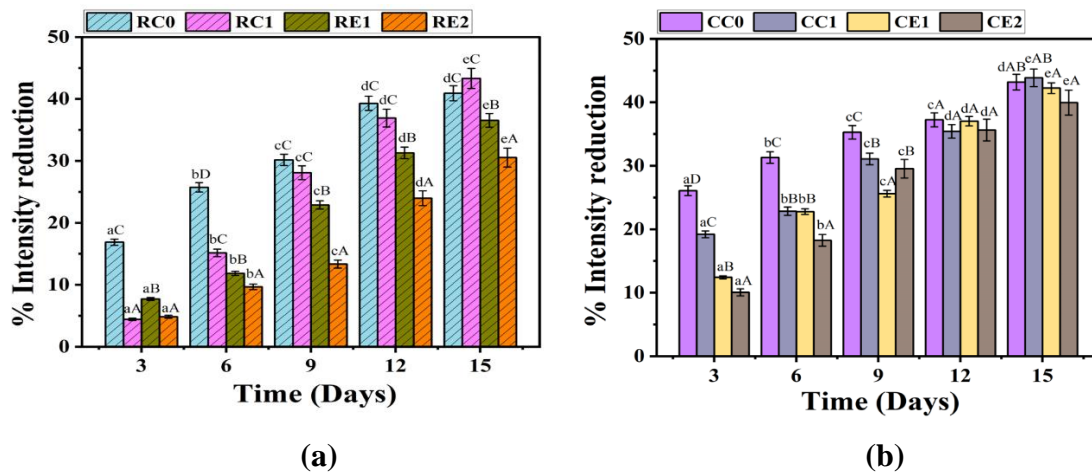 RC0 RC1 RE1 RE2
% Intensity reduction
50
40
30
20
10
0
aC aA aB aA
bD bC bB bA
cC cC cB cA
dC dC dB dA
dC eC eB eA
3 6 9 12 15
Time (Days)
(a)
CC0 CC1 CE1 CE2
% Intensity reduction
50
40
30
20
10
0
aD aC aB aA
bC bB bB bA
cC cB cA cB
cA dA dA dA
dAB eAB eA eA
3 6 9 12 15
Time (Days)
(b)